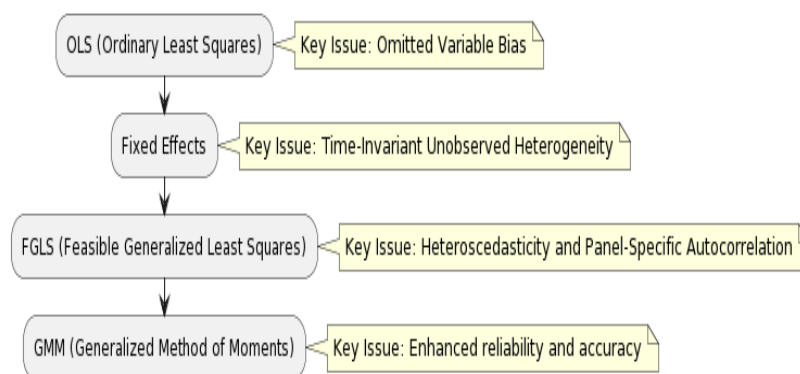 OLS (Ordinary Least Squares)
Key Issue: Omitted Variable Bias
Fixed Effects
Key Issue: Time-Invariant Unobserved Heterogeneity
FGLS (Feasible Generalized Least Squares)
Key Issue: Heteroscedasticity and Panel-Specific Autocorrelation
GMM (Generalized Method of Moments)
Key Issue: Enhanced reliability and accuracy